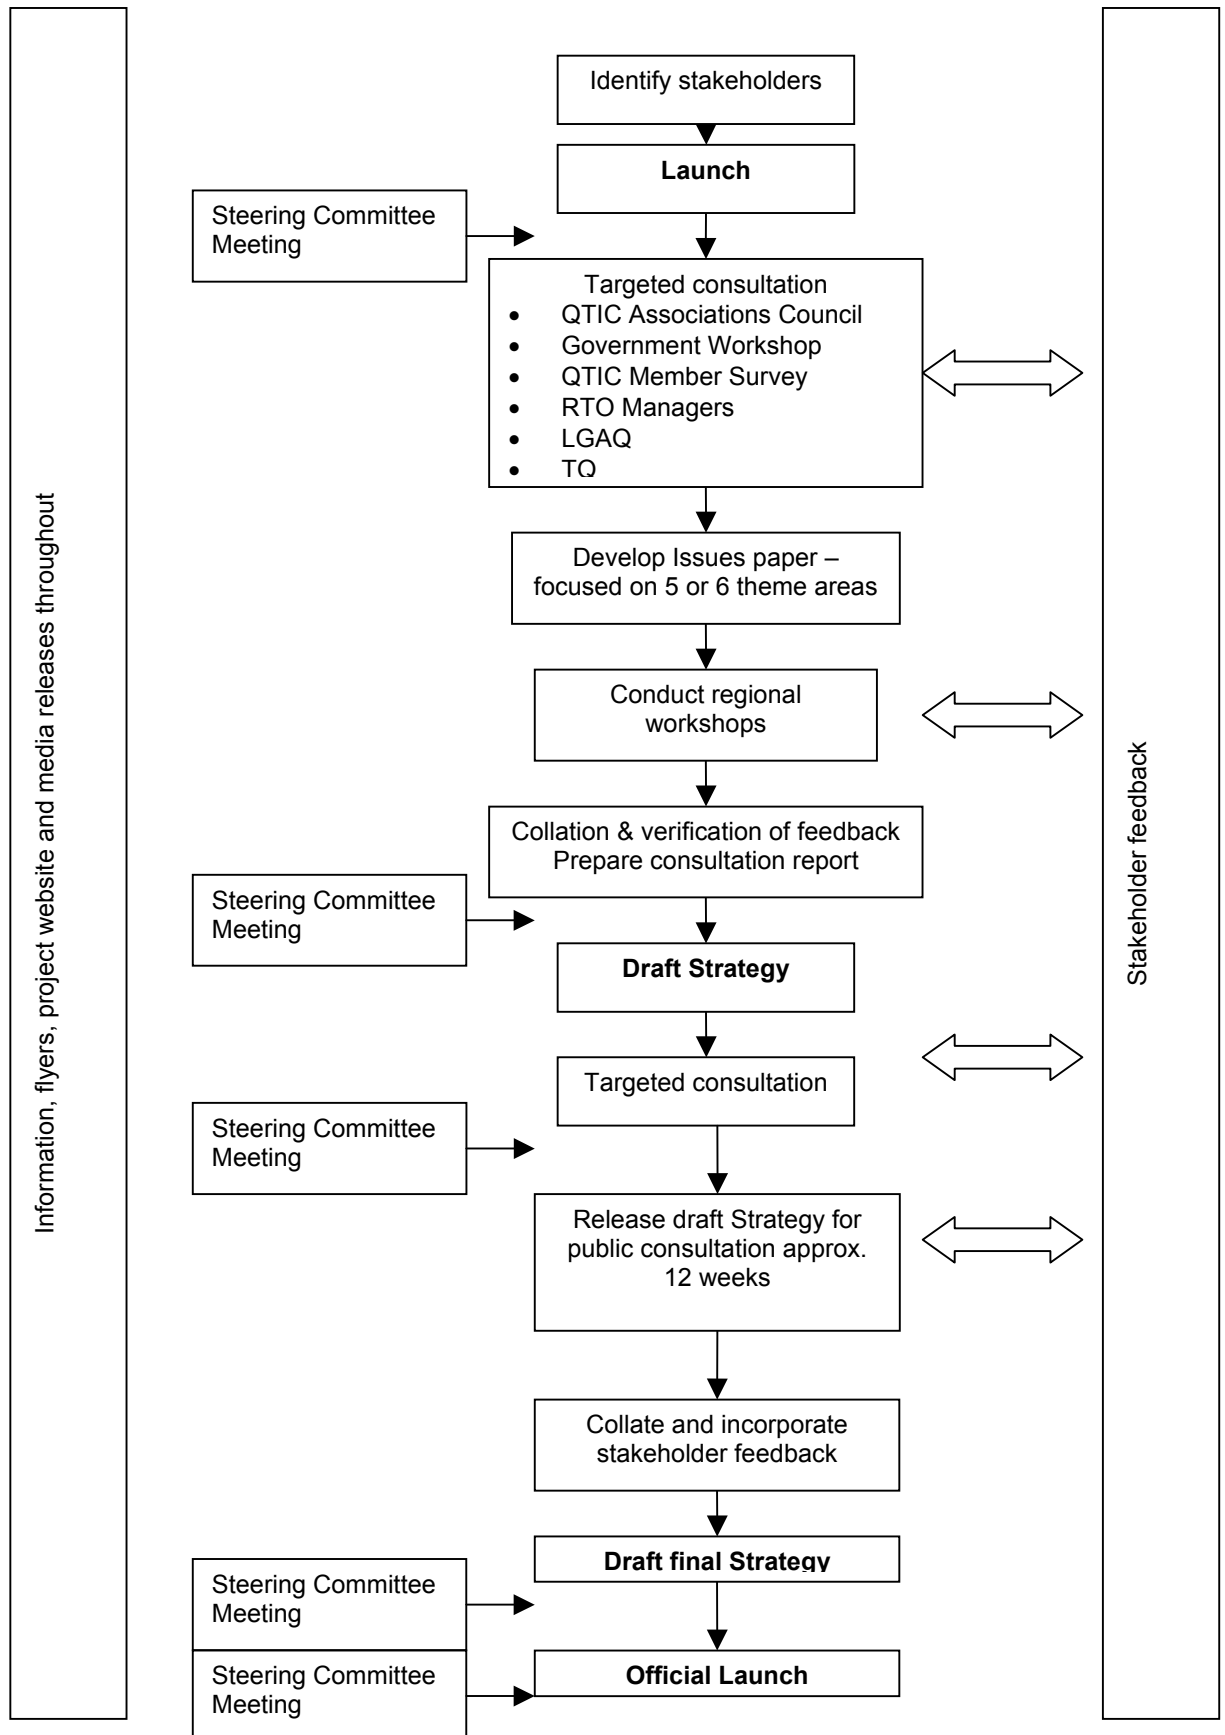 Information, flyers, project website and media releases throughout
Identify stakeholders
Launch
Steering Committee
Meeting
Targeted consultation
• QTIC Associations Council
• Government Workshop
• QTIC Member Survey
• RTO Managers
• LGAQ
• TQ
Develop Issues paper –
focused on 5 or 6 theme areas
Conduct regional
workshops
Collation & verification of feedback
Prepare consultation report
Steering Committee
Meeting
Draft Strategy
Targeted consultation
Steering Committee
Meeting
Release draft Strategy for
public consultation approx.
12 weeks
Collate and incorporate
stakeholder feedback
Draft final Strategy
Steering Committee
Meeting
Official Launch
Steering Committee
Meeting
Stakeholder feedback